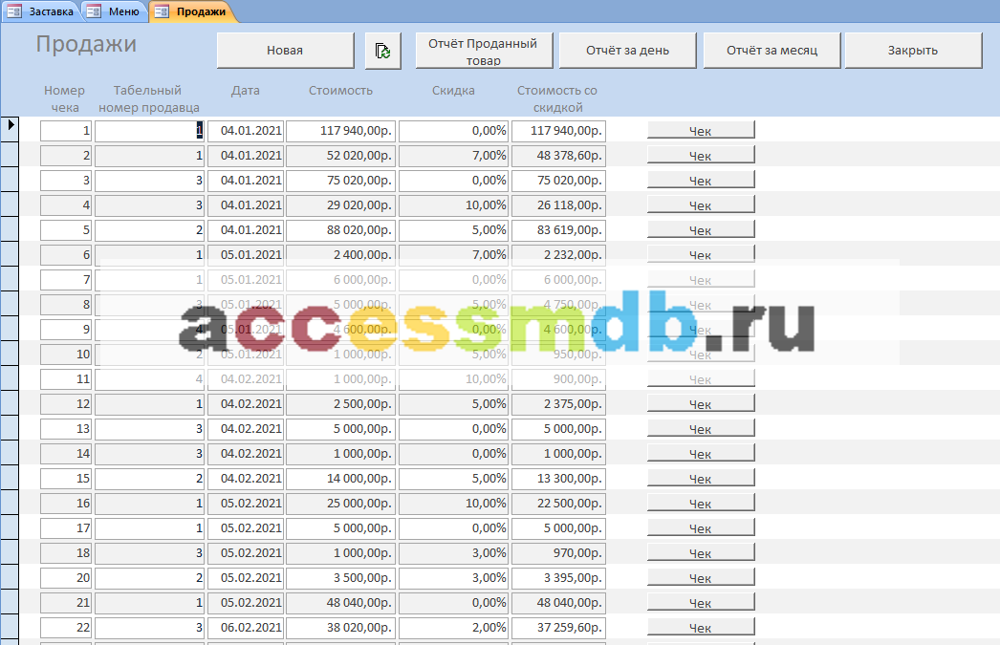 Заставка Меню Продажи
Продажи
Новая
Отчёт Проданный товар
Отчёт за день
Отчёт за месяц
Закрыть
Номер чека Табельный номер продавца Дата Стоимость Скидка Стоимость со скидкой
1 1 04.01.2021 117 940,00р. 0,00% 117 940,00р. Чек
2 1 04.01.2021 52 020,00р. 7,00% 48 378,60р. Чек
3 3 04.01.2021 75 020,00р. 0,00% 75 020,00р. Чек
4 3 04.01.2021 29 020,00р. 10,00% 26 118,00р. Чек
5 2 04.01.2021 88 020,00р. 5,00% 83 619,00р. Чек
6 1 05.01.2021 2 400,00р. 7,00% 2 232,00р. Чек
7 1 05.01.2021 6 000,00р. 0,00% 6 000,00р. Чек
8 3 05.01.2021 5 000,00р. 5,00% 4 750,00р. Чек
9 4 05.01.2021 4 600,00р. 0,00% 4 600,00р. Чек
accessmdb.ru
10 2 05.01.2021 1 000,00р. 5,00% 950,00р. Чек
11 4 04.02.2021 1 000,00р. 10,00% 900,00р. Чек
12 1 04.02.2021 2 500,00р. 5,00% 2 375,00р. Чек
13 3 04.02.2021 5 000,00р. 0,00% 5 000,00р. Чек
14 3 04.02.2021 1 000,00р. 0,00% 1 000,00р. Чек
15 2 04.02.2021 14 000,00р. 5,00% 13 300,00р. Чек
16 1 05.02.2021 25 000,00р. 10,00% 22 500,00р. Чек
17 1 05.02.2021 5 000,00р. 0,00% 5 000,00р. Чек
18 3 05.02.2021 1 000,00р. 3,00% 970,00р. Чек
20 2 05.02.2021 3 500,00р. 3,00% 3 395,00р. Чек
21 1 05.02.2021 48 040,00р. 0,00% 48 040,00р. Чек
22 3 06.02.2021 38 020,00р. 2,00% 37 259,60р. Чек